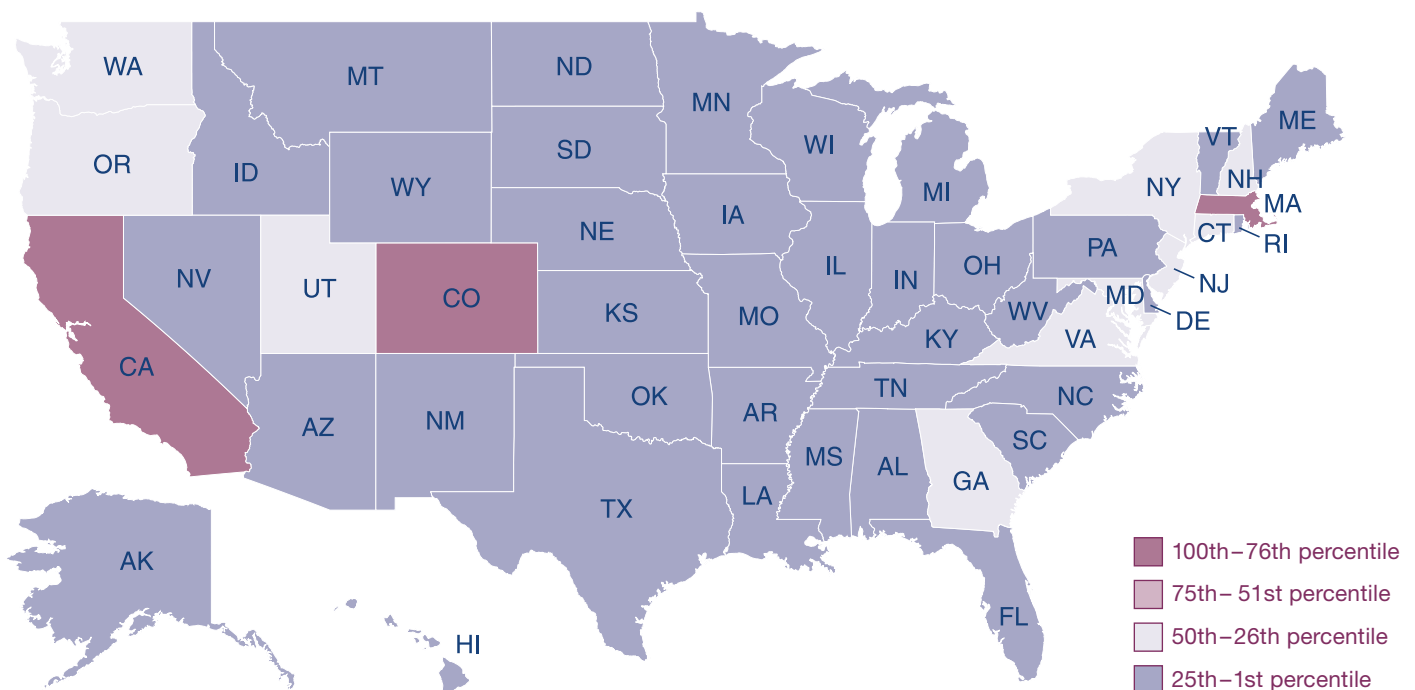 WA
MT
ND
MN
ME
VT
OR
ID
SD
WI
NY
NH
WY
MI
MA
IA
CT
RI
NE
PA
NV
UT
CO
IL
IN
OH
NJ
MD
KS
MO
WV
DE
KY
VA
CA
TN
OK
AR
NC
AZ
NM
SC
MS
AL
GA
LA
TX
AK
FL
HI
100th–76th percentile
75th–51st percentile
50th–26th percentile
25th–1st percentile